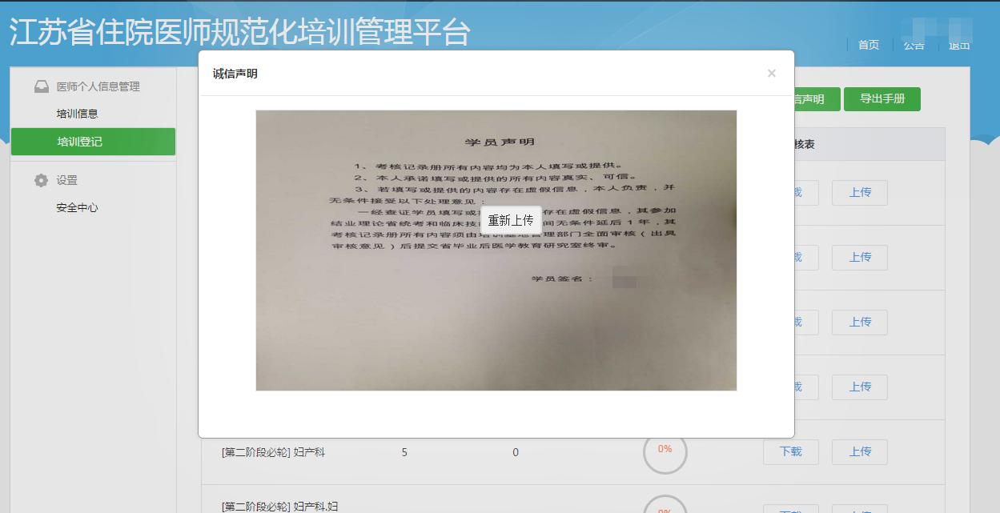 江苏省住院医师规范化培训管理平台
首页 公告 退出
医师个人信息管理
培训信息
培训登记
设置
安全中心
诚信声明
×
信声明 导出手册
核表
学员声明
1、考核记录册所有内容均为本人填写或提供。
2、本人承诺填写或提供的所有内容真实、可信。
3、若填写或提供的内容存在虚假信息，本人负责，并
无条件接受以下处理意见：
一经查证学员填写或 存在虚假信息，其参加
结业理论省统考和临床技 间无条件延后1年，其
考核记录册所有内容须由培训基地管理部门全面审核（出具
审核意见）后提交省毕业后医学教育研究室终审。
学员签名：
重新上传
载 上传
载 上传
载 上传
载 上传
[第二阶段必轮] 妇产科 5 0 0% 下载 上传
[第二阶段必轮] 妇产科.妇 0% 下载 上传